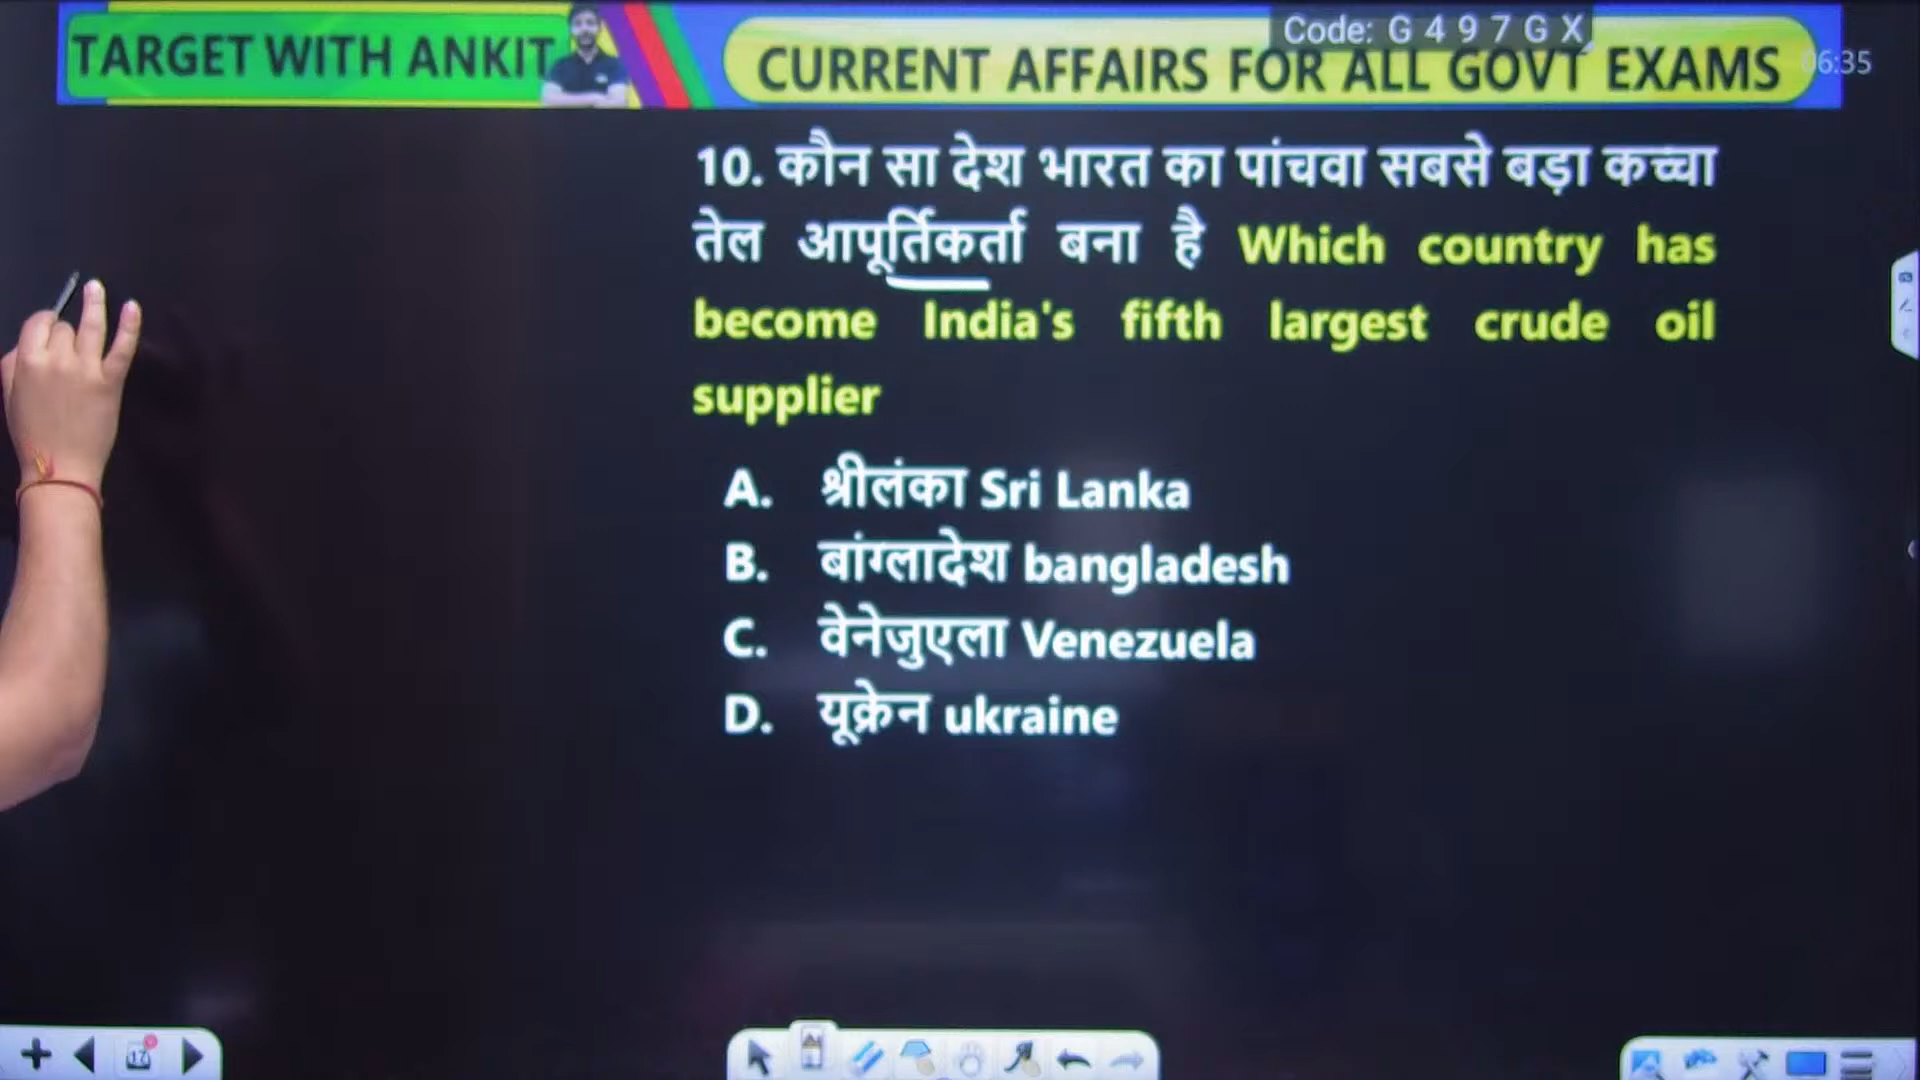 TARGET WITH ANKIT
Code: G 4 9 7 G X
CURRENT AFFAIRS FOR ALL GOVT EXAMS
06:35
10. कौन सा देश भारत का पांचवा सबसे बड़ा कच्चा
तेल आपूर्तिकर्ता बना है Which country has
become India's fifth largest crude oil
supplier
A. श्रीलंका Sri Lanka
B. बांग्लादेश bangladesh
C. वेनेजुएला Venezuela
D. यूक्रेन ukraine
17